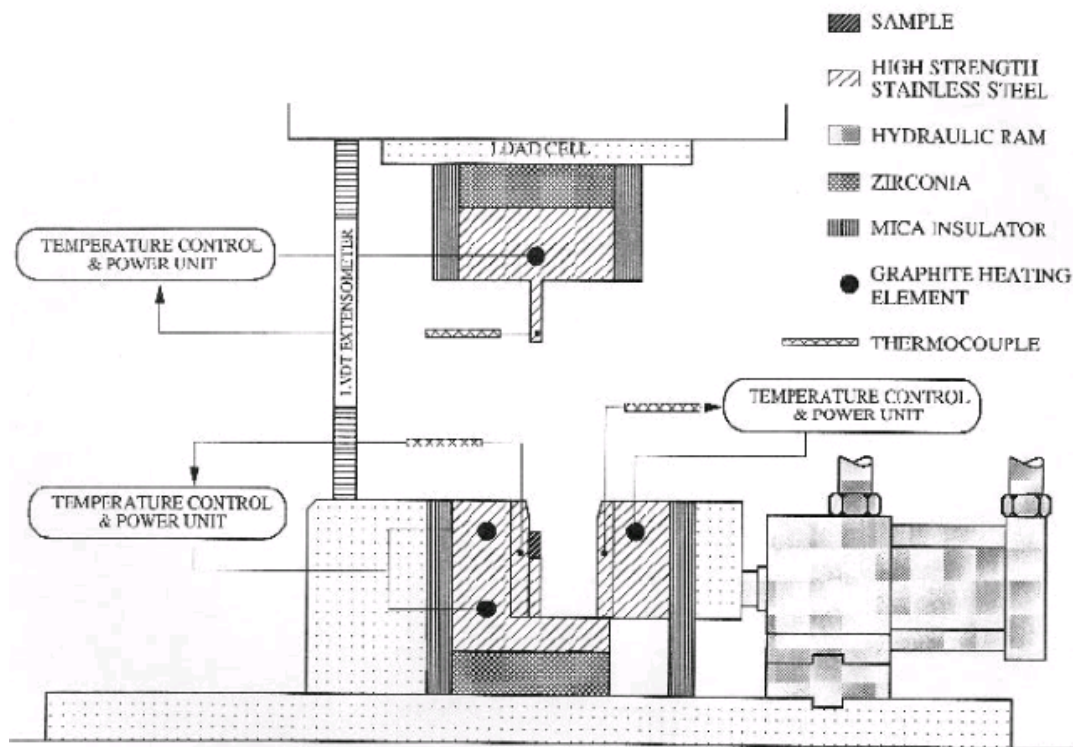 SAMPLE
HIGH STRENGTH
STAINLESS STEEL
HYDRAULIC RAM
ZIRCONIA
MICA INSULATOR
GRAPHITE HEATING
ELEMENT
THERMOCOUPLE
LOAD CELL
TEMPERATURE CONTROL
& POWER UNIT
LVDT EXTENSOMETER
TEMPERATURE CONTROL
& POWER UNIT
TEMPERATURE CONTROL
& POWER UNIT